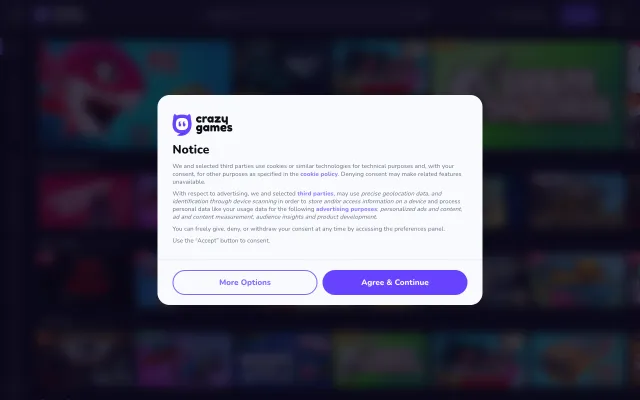 crazy
games
Notice
We and selected third parties use cookies or similar technologies for technical purposes and, with your
consent, for other purposes as specified in the cookie policy. Denying consent may make related features
unavailable.
With respect to advertising, we and selected third parties, may use precise geolocation data, and
identification through device scanning in order to store and/or access information on a device and process
personal data like your usage data for the following advertising purposes: personalized ads and content,
ad and content measurement, audience insights and product development.
You can freely give, deny, or withdraw your consent at any time by accessing the preferences panel.
Use the “Accept” button to consent.
More Options
Agree & Continue